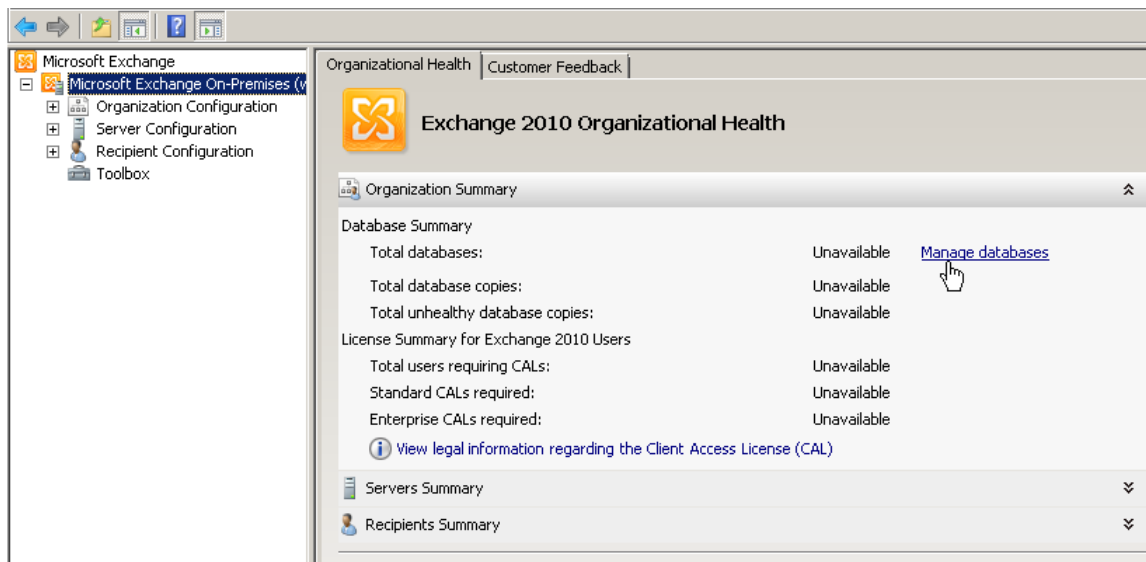 Microsoft Exchange
Microsoft Exchange On-Premises (w
Organization Configuration
Server Configuration
Recipient Configuration
Toolbox
Organizational Health Customer Feedback
Exchange 2010 Organizational Health
Organization Summary
Database Summary
Total databases: Unavailable Manage databases
Total database copies: Unavailable
Total unhealthy database copies: Unavailable
License Summary for Exchange 2010 Users
Total users requiring CALs: Unavailable
Standard CALs required: Unavailable
Enterprise CALs required: Unavailable
View legal information regarding the Client Access License (CAL)
Servers Summary
Recipients Summary